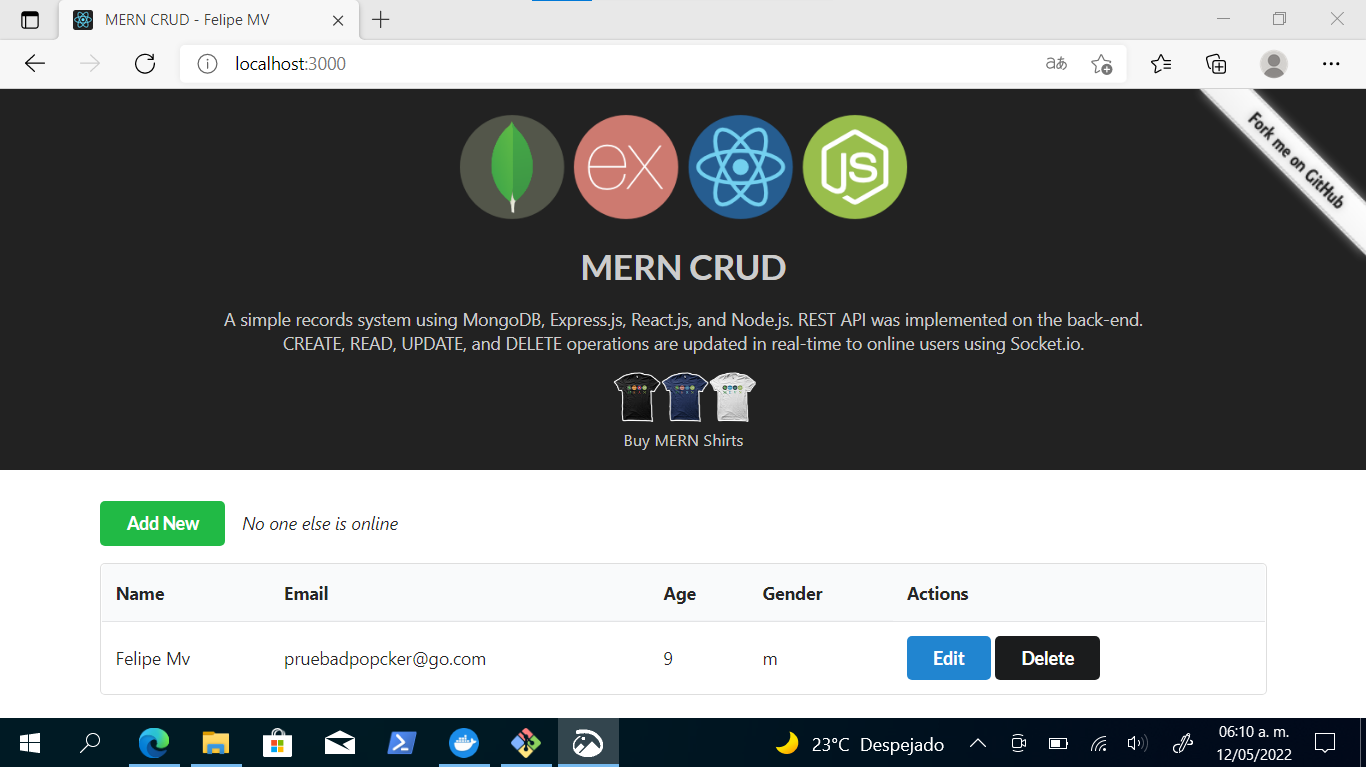 MERN CRUD - Felipe MV
localhost:3000
aあ
Fork me on GitHub
ex
JS
MERN CRUD
A simple records system using MongoDB, Express.js, React.js, and Node.js. REST API was implemented on the back-end.
CREATE, READ, UPDATE, and DELETE operations are updated in real-time to online users using Socket.io.
Buy MERN Shirts
Add New No one else is online
Name Email Age Gender Actions
Felipe Mv pruebadpopcker@go.com 9 m Edit Delete
23°C Despejado
06:10 a. m.
12/05/2022